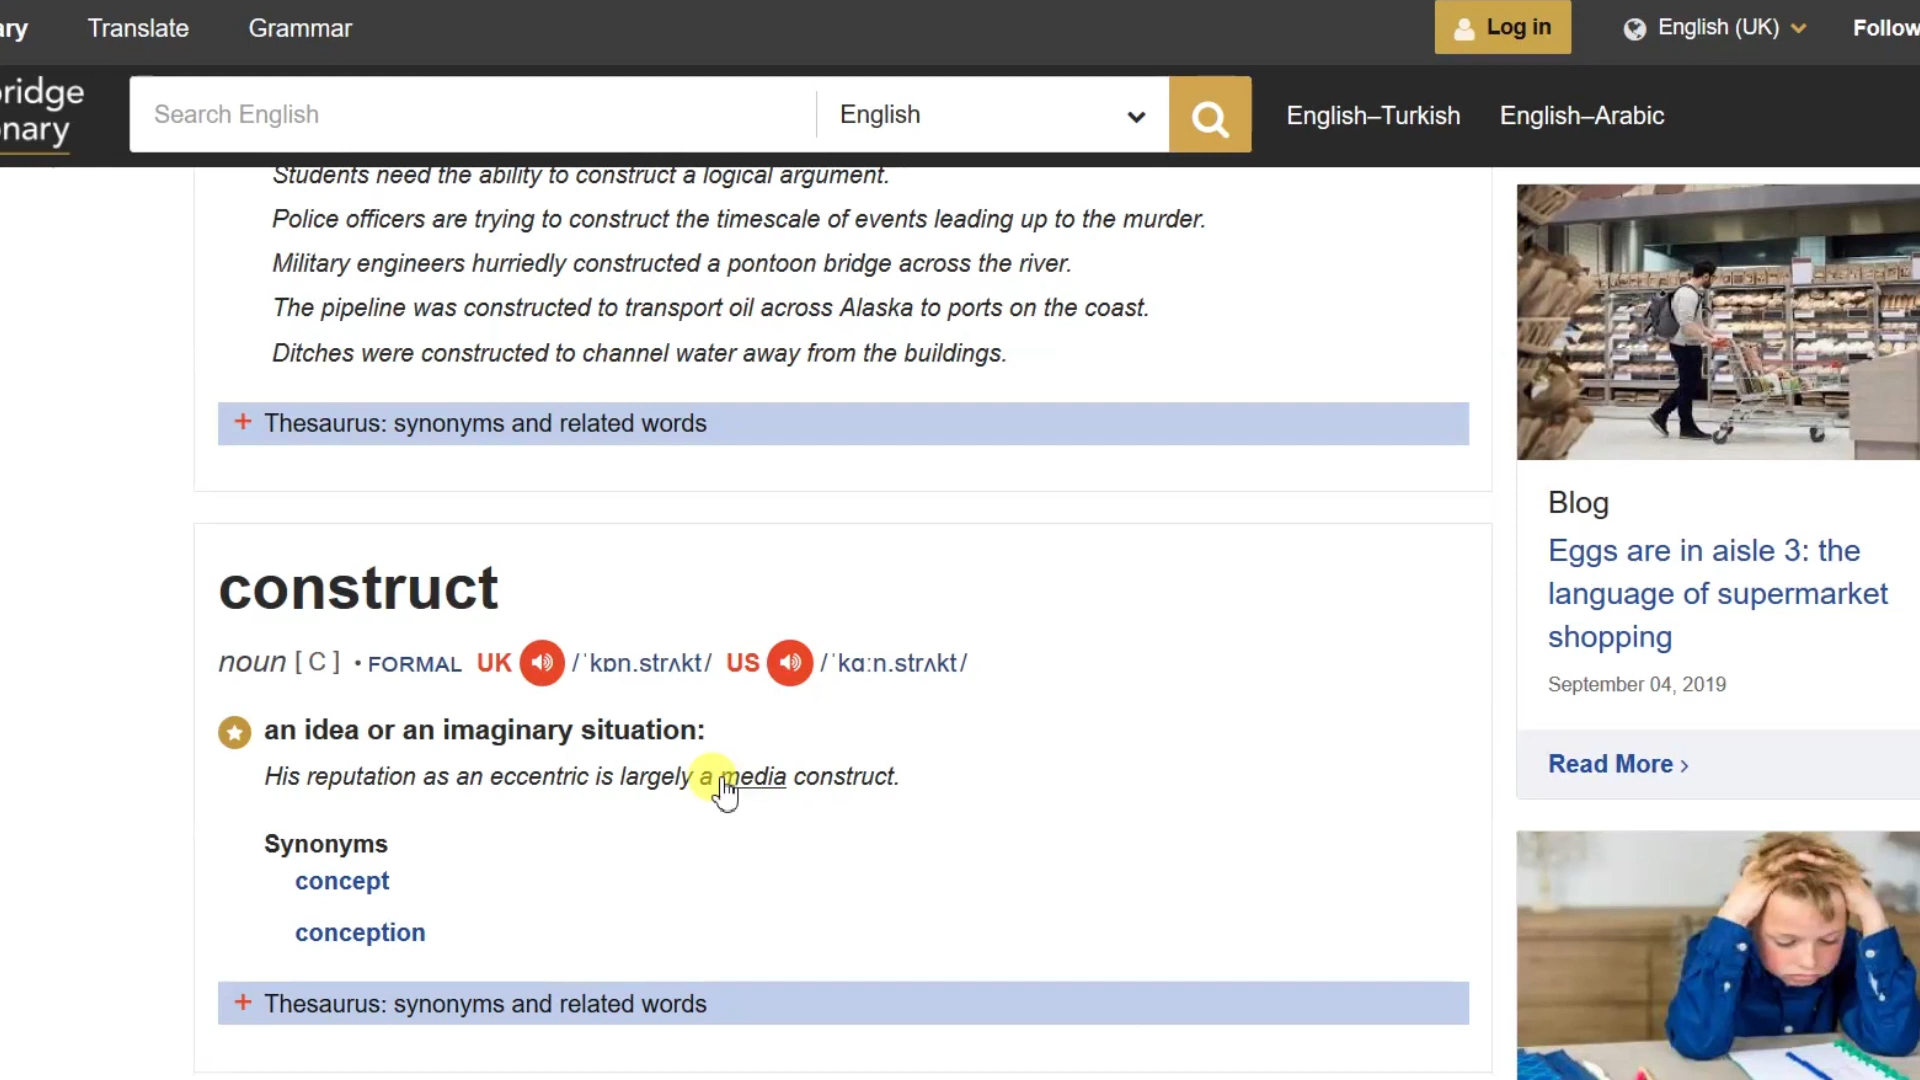 ary Translate Grammar Log in English (UK) Follow
bridge
onary
Search English English English–Turkish English–Arabic
Students need the ability to construct a logical argument.
Police officers are trying to construct the timescale of events leading up to the murder.
Military engineers hurriedly constructed a pontoon bridge across the river.
The pipeline was constructed to transport oil across Alaska to ports on the coast.
Ditches were constructed to channel water away from the buildings.
+ Thesaurus: synonyms and related words
construct
noun [ C ] • FORMAL UK /ˈkɒn.strʌkt/ US /ˈkɑːn.strʌkt/
an idea or an imaginary situation:
His reputation as an eccentric is largely a media construct.
Synonyms
concept
conception
+ Thesaurus: synonyms and related words
Blog
Eggs are in aisle 3: the
language of supermarket
shopping
September 04, 2019
Read More ›